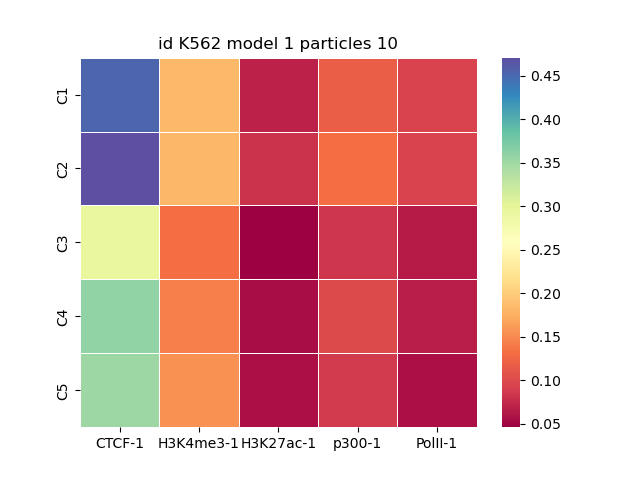 id K562 model 1 particles 10
C1
C2
C3
C4
C5
CTCF-1 H3K4me3-1 H3K27ac-1 p300-1 PolII-1
0.45
0.40
0.35
0.30
0.25
0.20
0.15
0.10
0.05